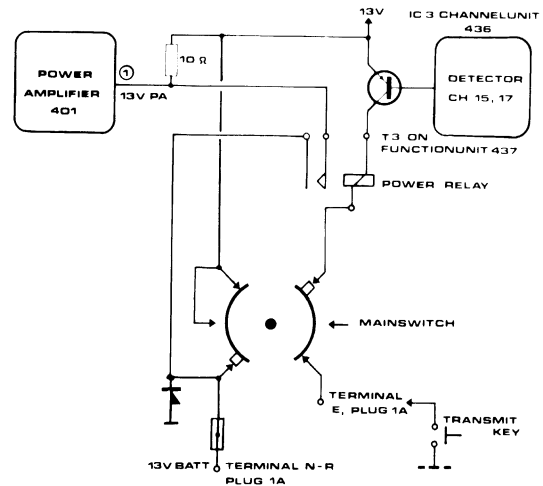 13V
IC 3 CHANNELUNIT
436
POWER
AMPLIFIER
401
1
13V PA
10 Ω
DETECTOR
CH 15, 17
T3 ON
FUNCTIONUNIT 437
POWER RELAY
MAINSWITCH
TERMINAL
E, PLUG 1A
TRANSMIT
KEY
13V BATT
TERMINAL N-R
PLUG 1A